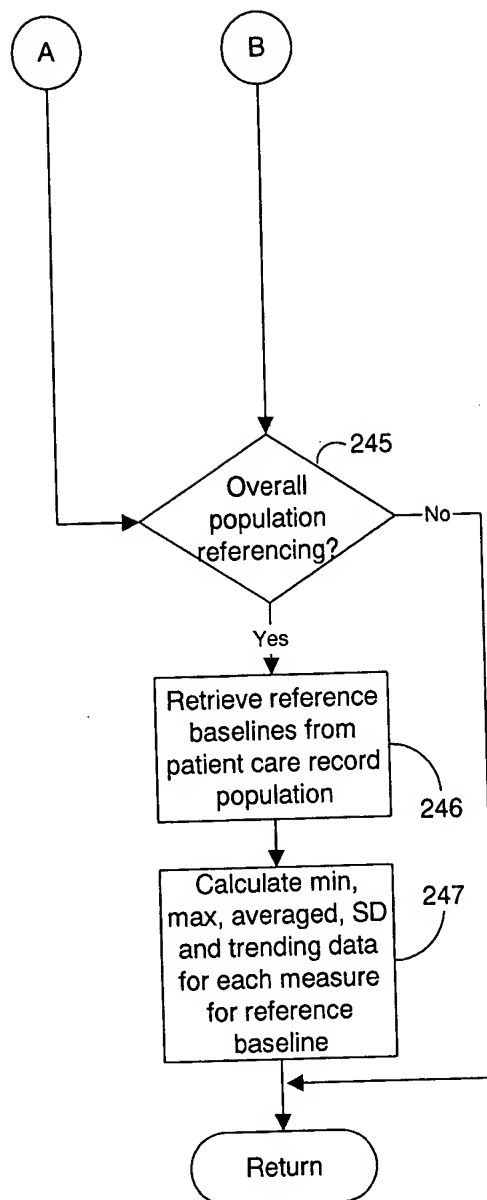 A
B
245
Overall
population
referencing?
No
Yes
Retrieve reference
baselines from
patient care record
population
246
Calculate min,
max, averaged, SD
and trending data
for each measure
for reference
baseline
247
Return